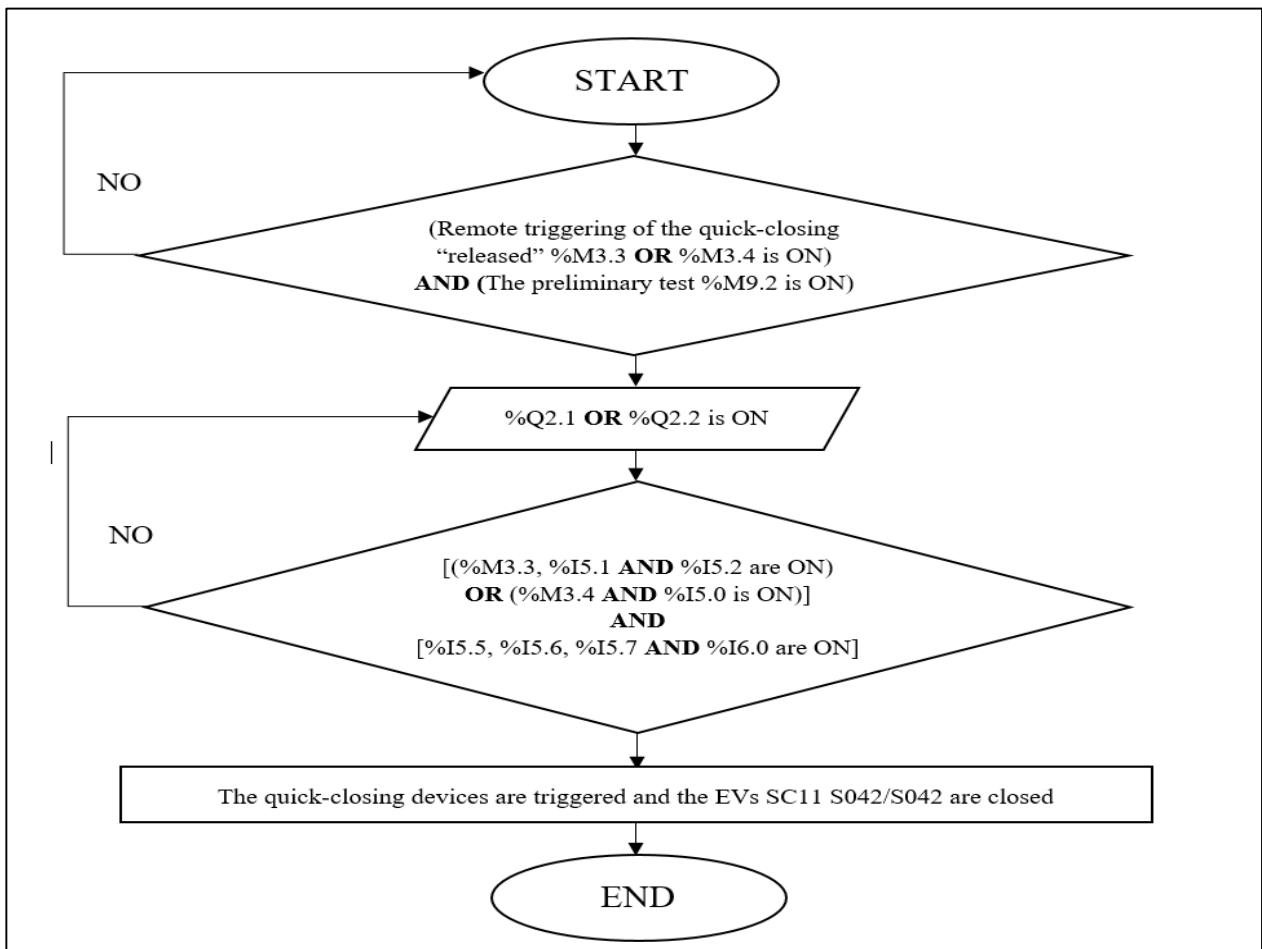 START
NO
(Remote triggering of the quick-closing
“released” %M3.3 OR %M3.4 is ON)
AND (The preliminary test %M9.2 is ON)
%Q2.1 OR %Q2.2 is ON
NO
[(%M3.3, %I5.1 AND %I5.2 are ON)
OR (%M3.4 AND %I5.0 is ON)]
AND
[%I5.5, %I5.6, %I5.7 AND %I6.0 are ON]
The quick-closing devices are triggered and the EVs SC11 S042/S042 are closed
END